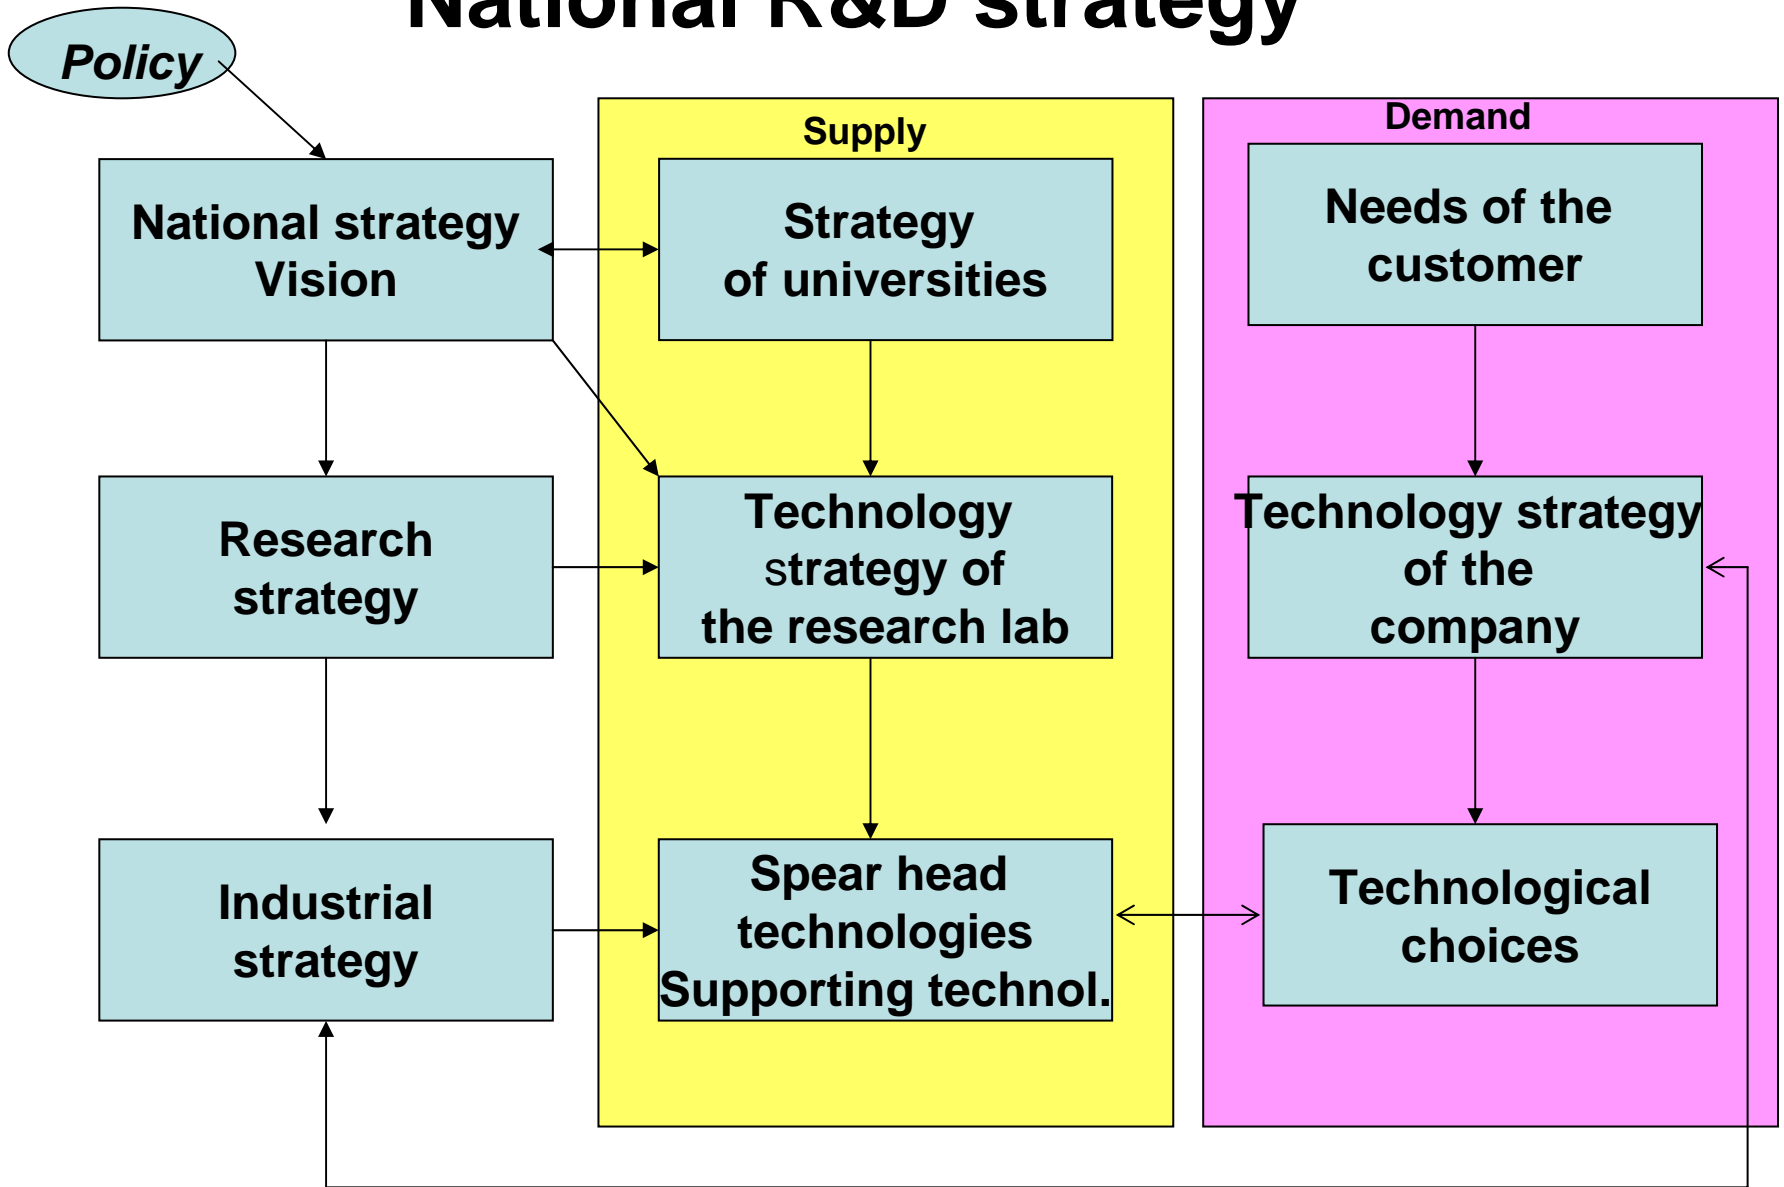 National R&D strategy
Policy
Supply
Demand
National strategy
Vision
Strategy
of universities
Needs of the
customer
Research
strategy
Technology
strategy of
the research lab
Technology strategy
of the
company
Industrial
strategy
Spear head
technologies
Supporting technol.
Technological
choices